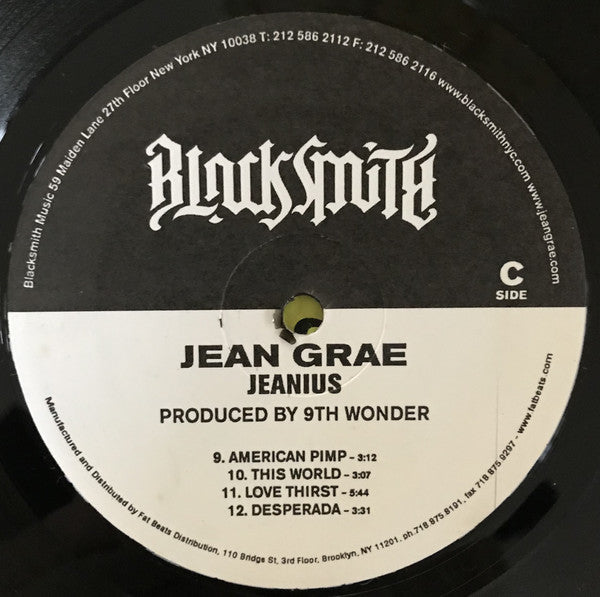 Blacksmith Music 59 Maiden Lane 27th Floor New York NY 10038 T: 212 586 2112 F: 212 586 2116 www.blacksmithnyc.com www.jeangrae.com
BlackSmith
C
SIDE
JEAN GRAE
JEANIUS
PRODUCED BY 9TH WONDER
9. AMERICAN PIMP - 3:12
10. THIS WORLD - 3:07
11. LOVE THIRST - 5:44
12. DESPERADA - 3:31
Manufactured and Distributed by Fat Beats Distribution, 110 Bridge St. 3rd Floor, Brooklyn, NY 11201. ph.718.875.8191, fax 718 875 9297 - www.fatbeats.com